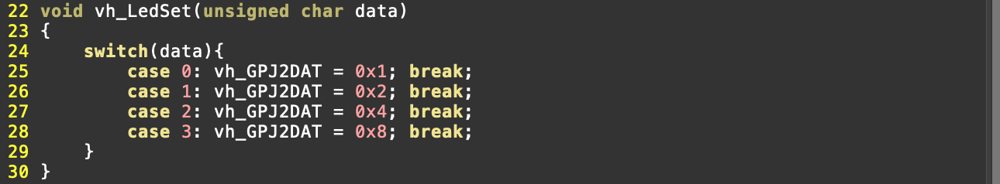 22 void vh_LedSet(unsigned char data)
23 {
24     switch(data){
25         case 0: vh_GPJ2DAT = 0x1; break;
26         case 1: vh_GPJ2DAT = 0x2; break;
27         case 2: vh_GPJ2DAT = 0x4; break;
28         case 3: vh_GPJ2DAT = 0x8; break;
29     }
30 }